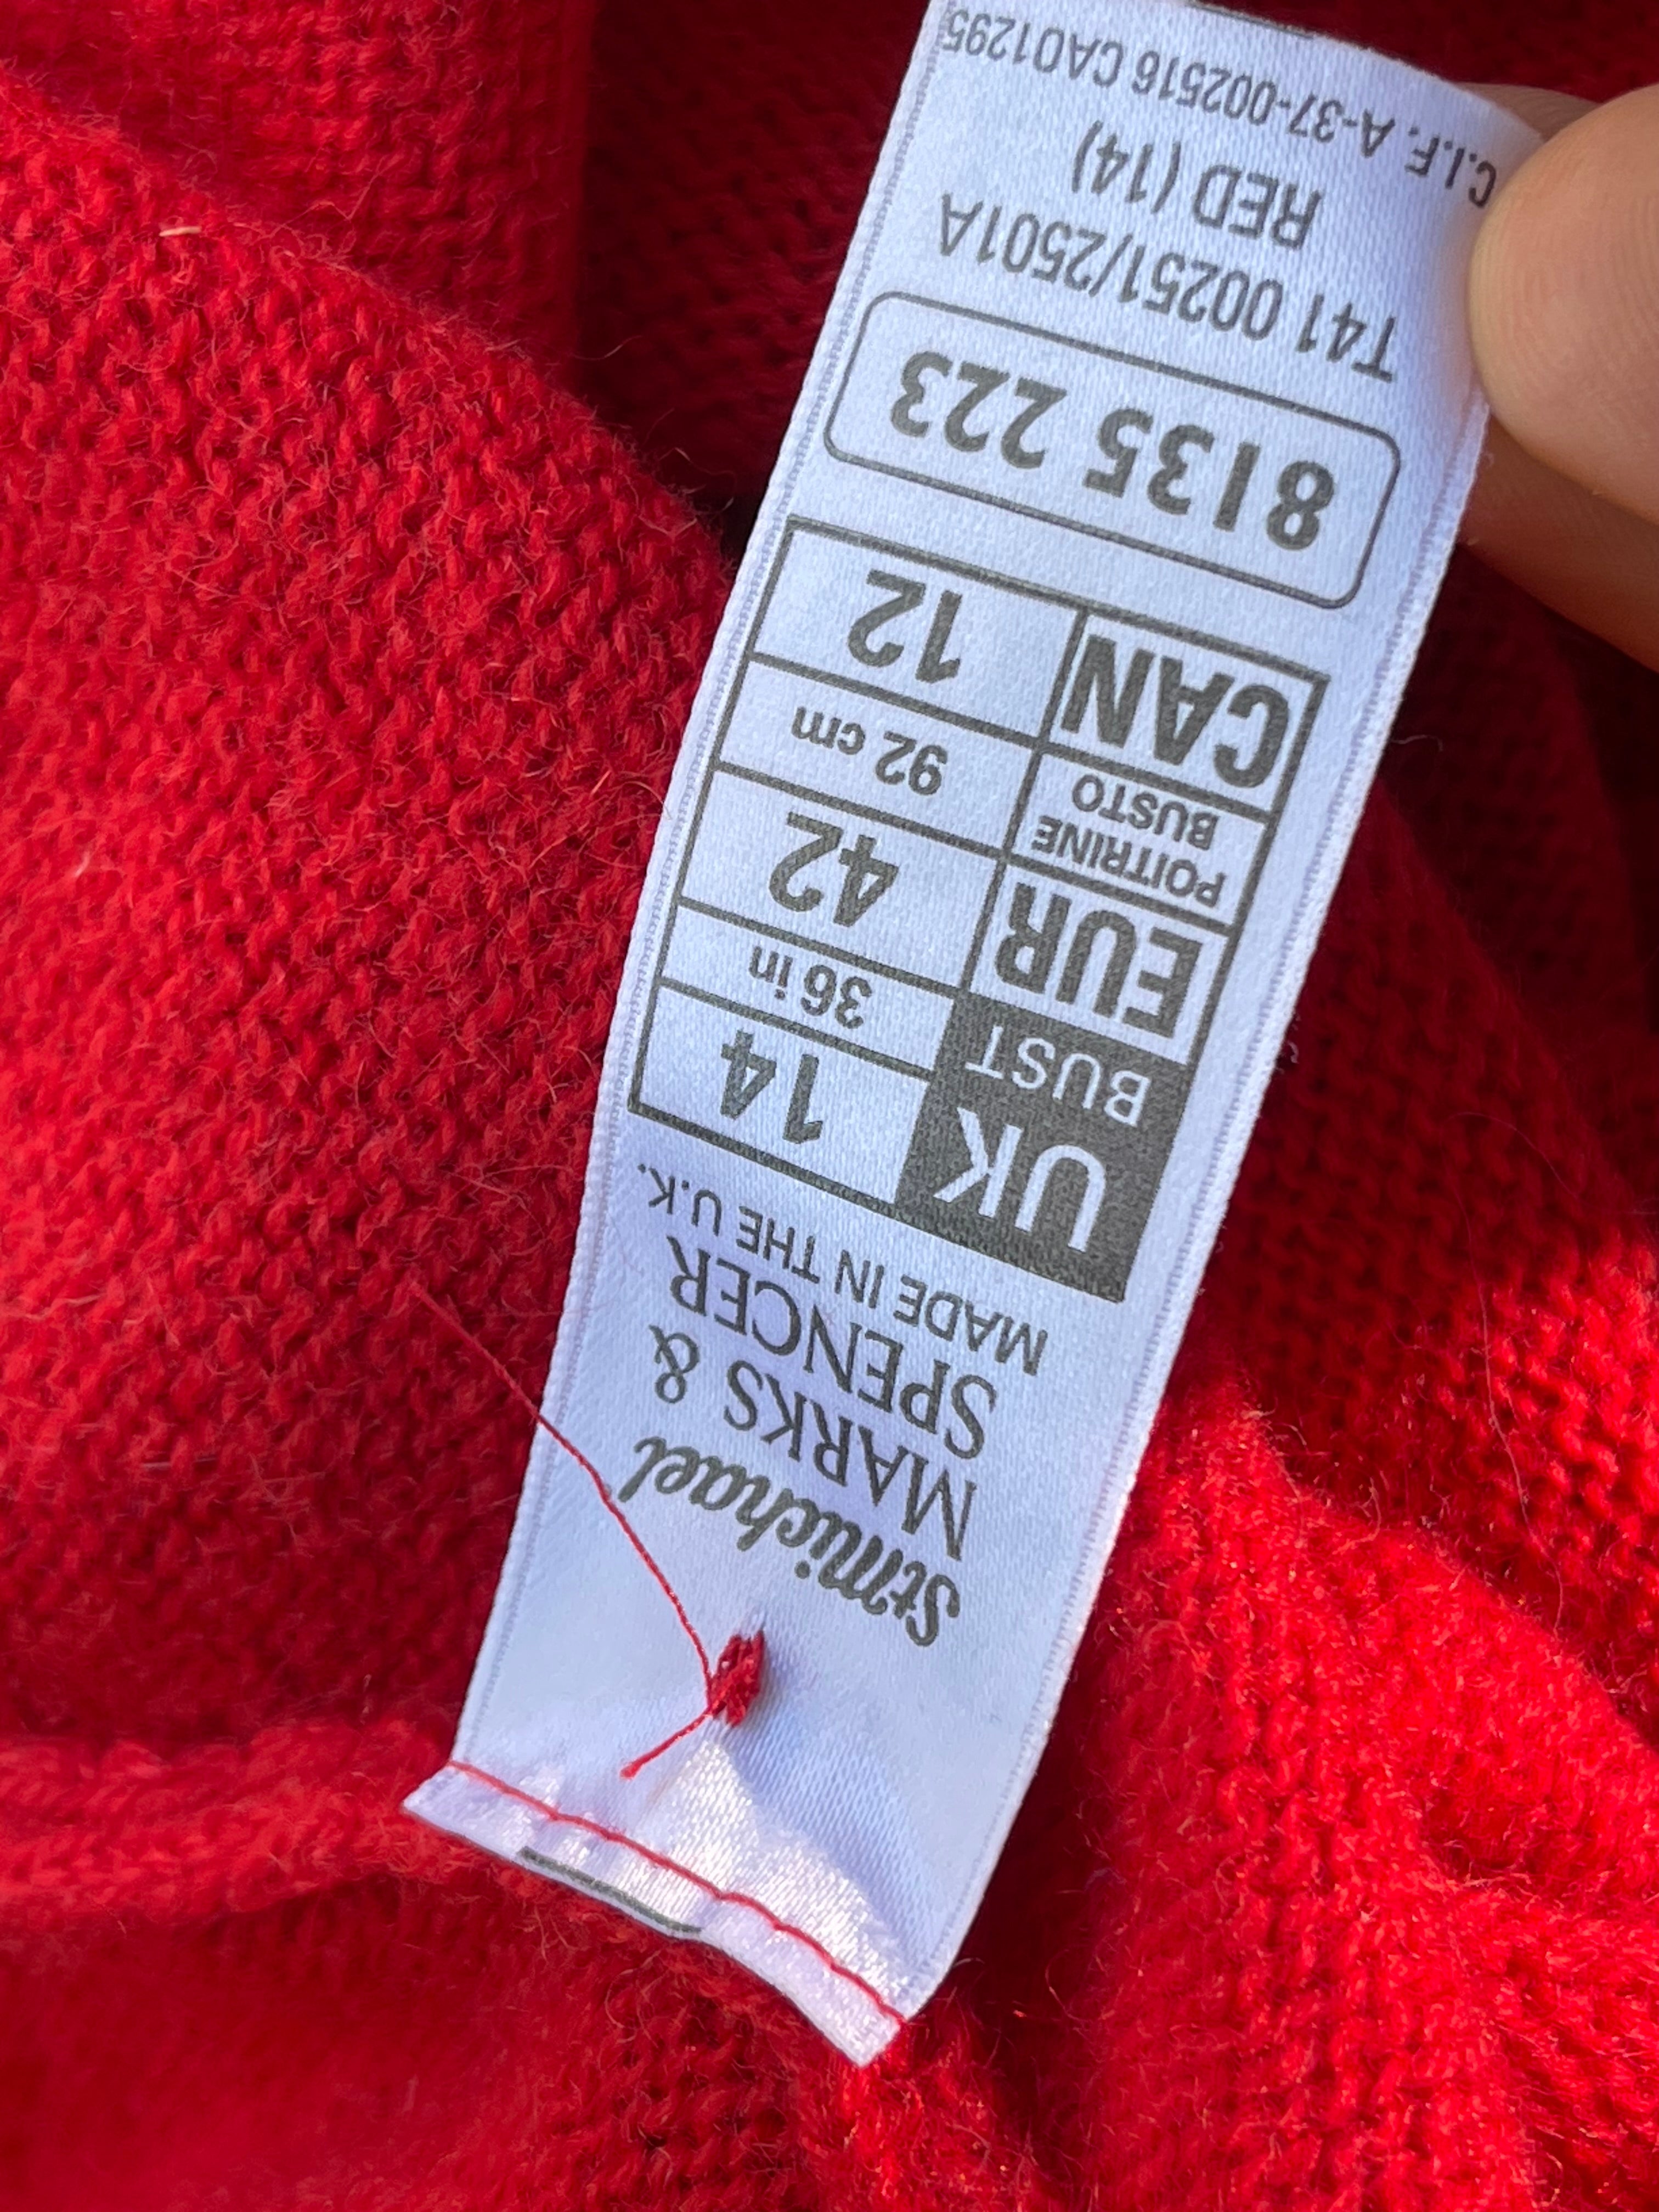 St Michael
MARKS &
SPENCER
MADE IN THE U.K.
UK 14
BUST 36 in
EUR 42
POITRINE
BUSTO 92 cm
CAN 12
8135 223
T41 00251/2501A
RED (14)
C.I.F. A-37-002516 CA01295